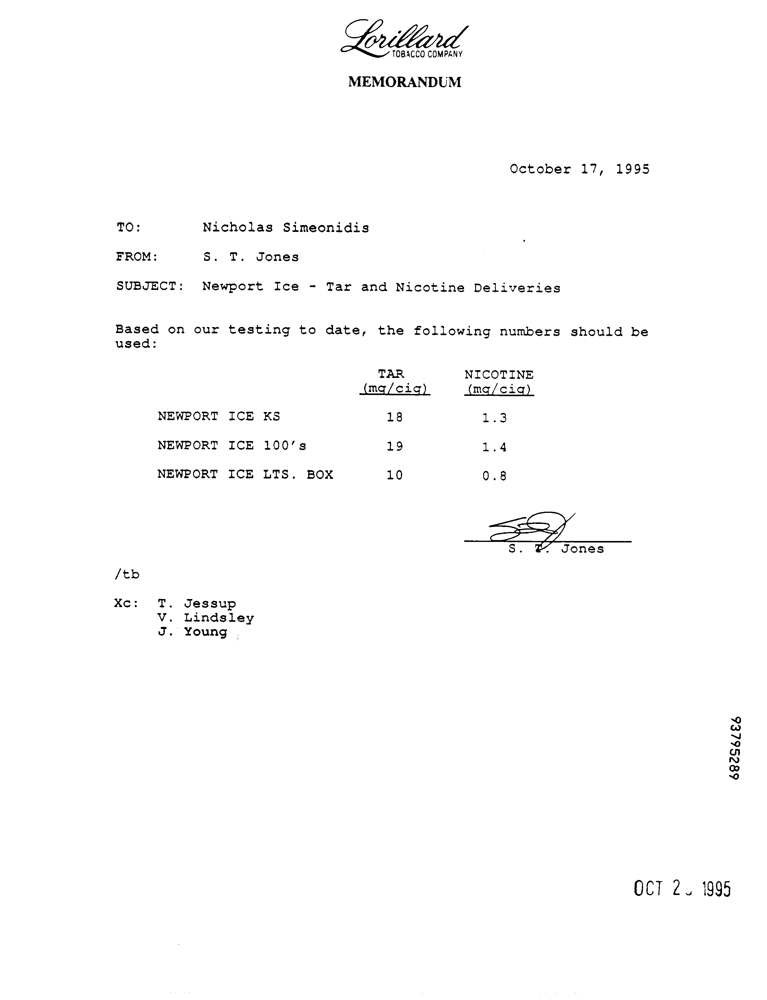 Lorillard
TOBACCO COMPANY
MEMORANDUM
October 17, 1995
TO: Nicholas Simeonidis
FROM: S. T. Jones
SUBJECT: Newport Ice - Tar and Nicotine Deliveries
Based on our testing to date, the following numbers should be
used:
TAR NICOTINE
(mg/cig) (mg/cig)
NEWPORT ICE KS 18 1.3
NEWPORT ICE 100's 19 1.4
NEWPORT ICE LTS. BOX 10 0.8
S. T. Jones
/tb
Xc: T. Jessup
V. Lindsley
J. Young
93795289
OCT 1995